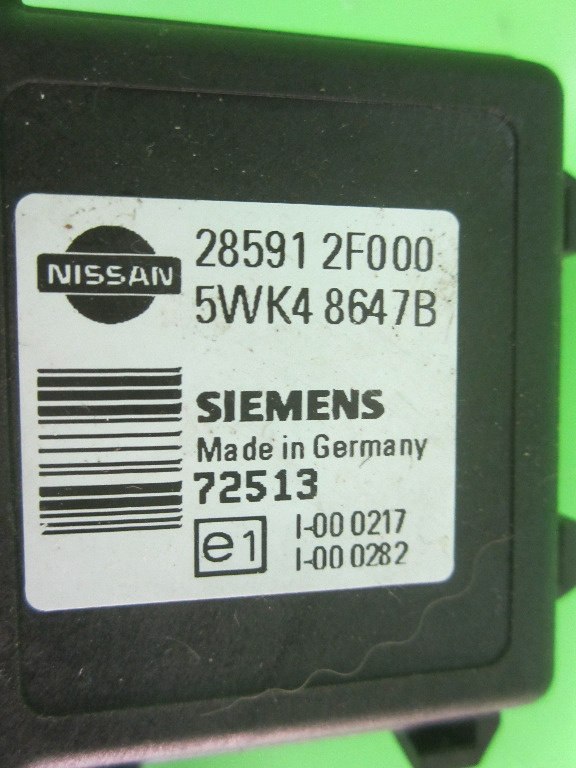 NISSAN
28591 2F000
5WK4 8647B
SIEMENS
Made in Germany
72513
e1
I-00 0217
I-00 0282